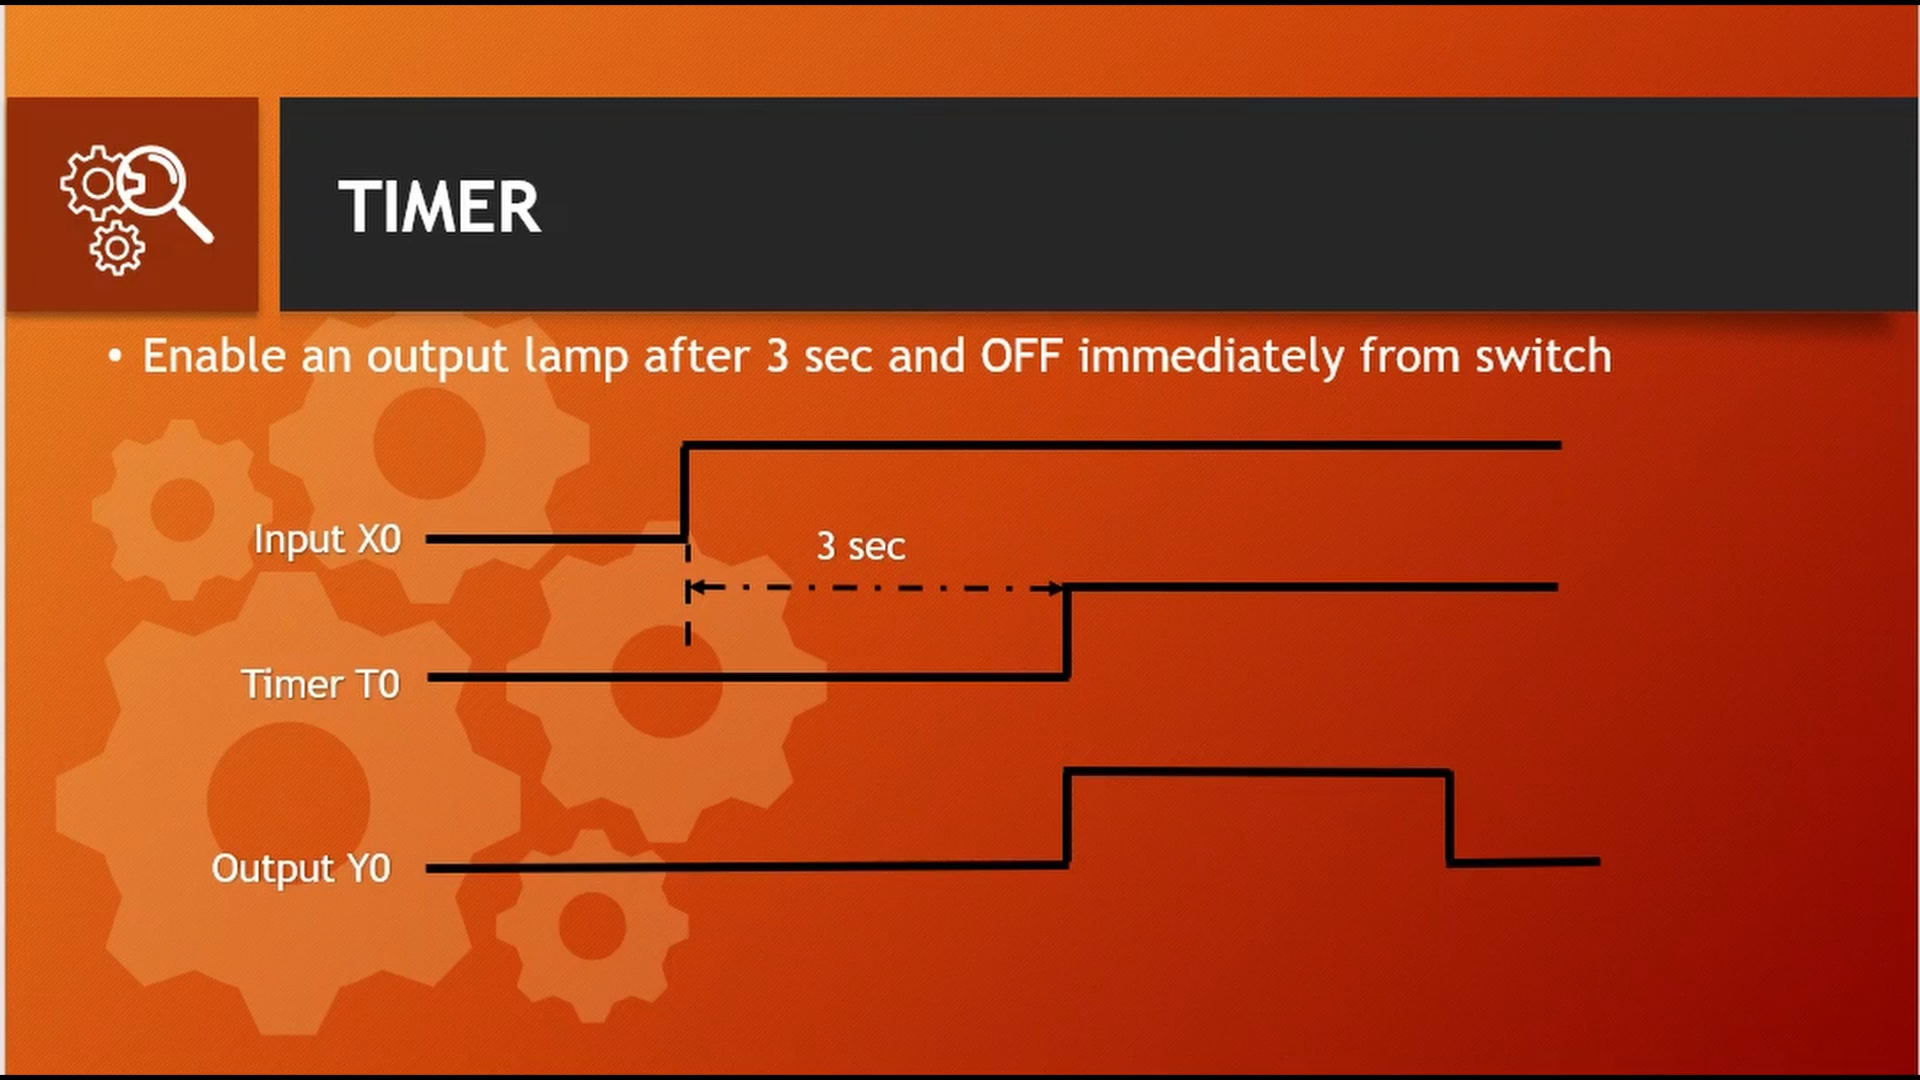 TIMER
• Enable an output lamp after 3 sec and OFF immediately from switch
Input X0
3 sec
Timer T0
Output Y0